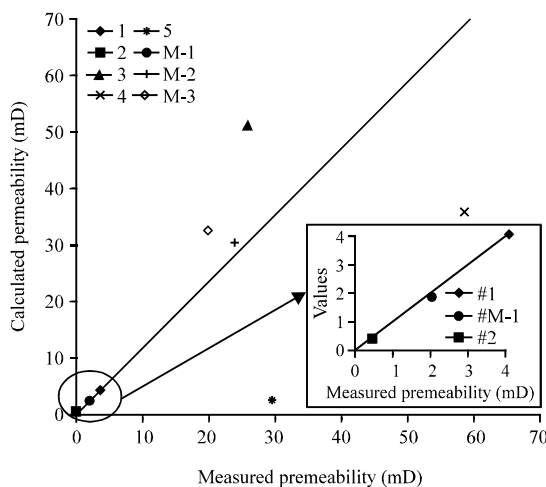 70
60
50
40
30
20
10
0
Calculated permeability (mD)
1 5
2 M-1
3 M-2
4 M-3
4
3
2
1
0
Values
#1
#M-1
#2
0 1 2 3 4
Measured premeability (mD)
0 10 20 30 40 50 60 70
Measured premeability (mD)